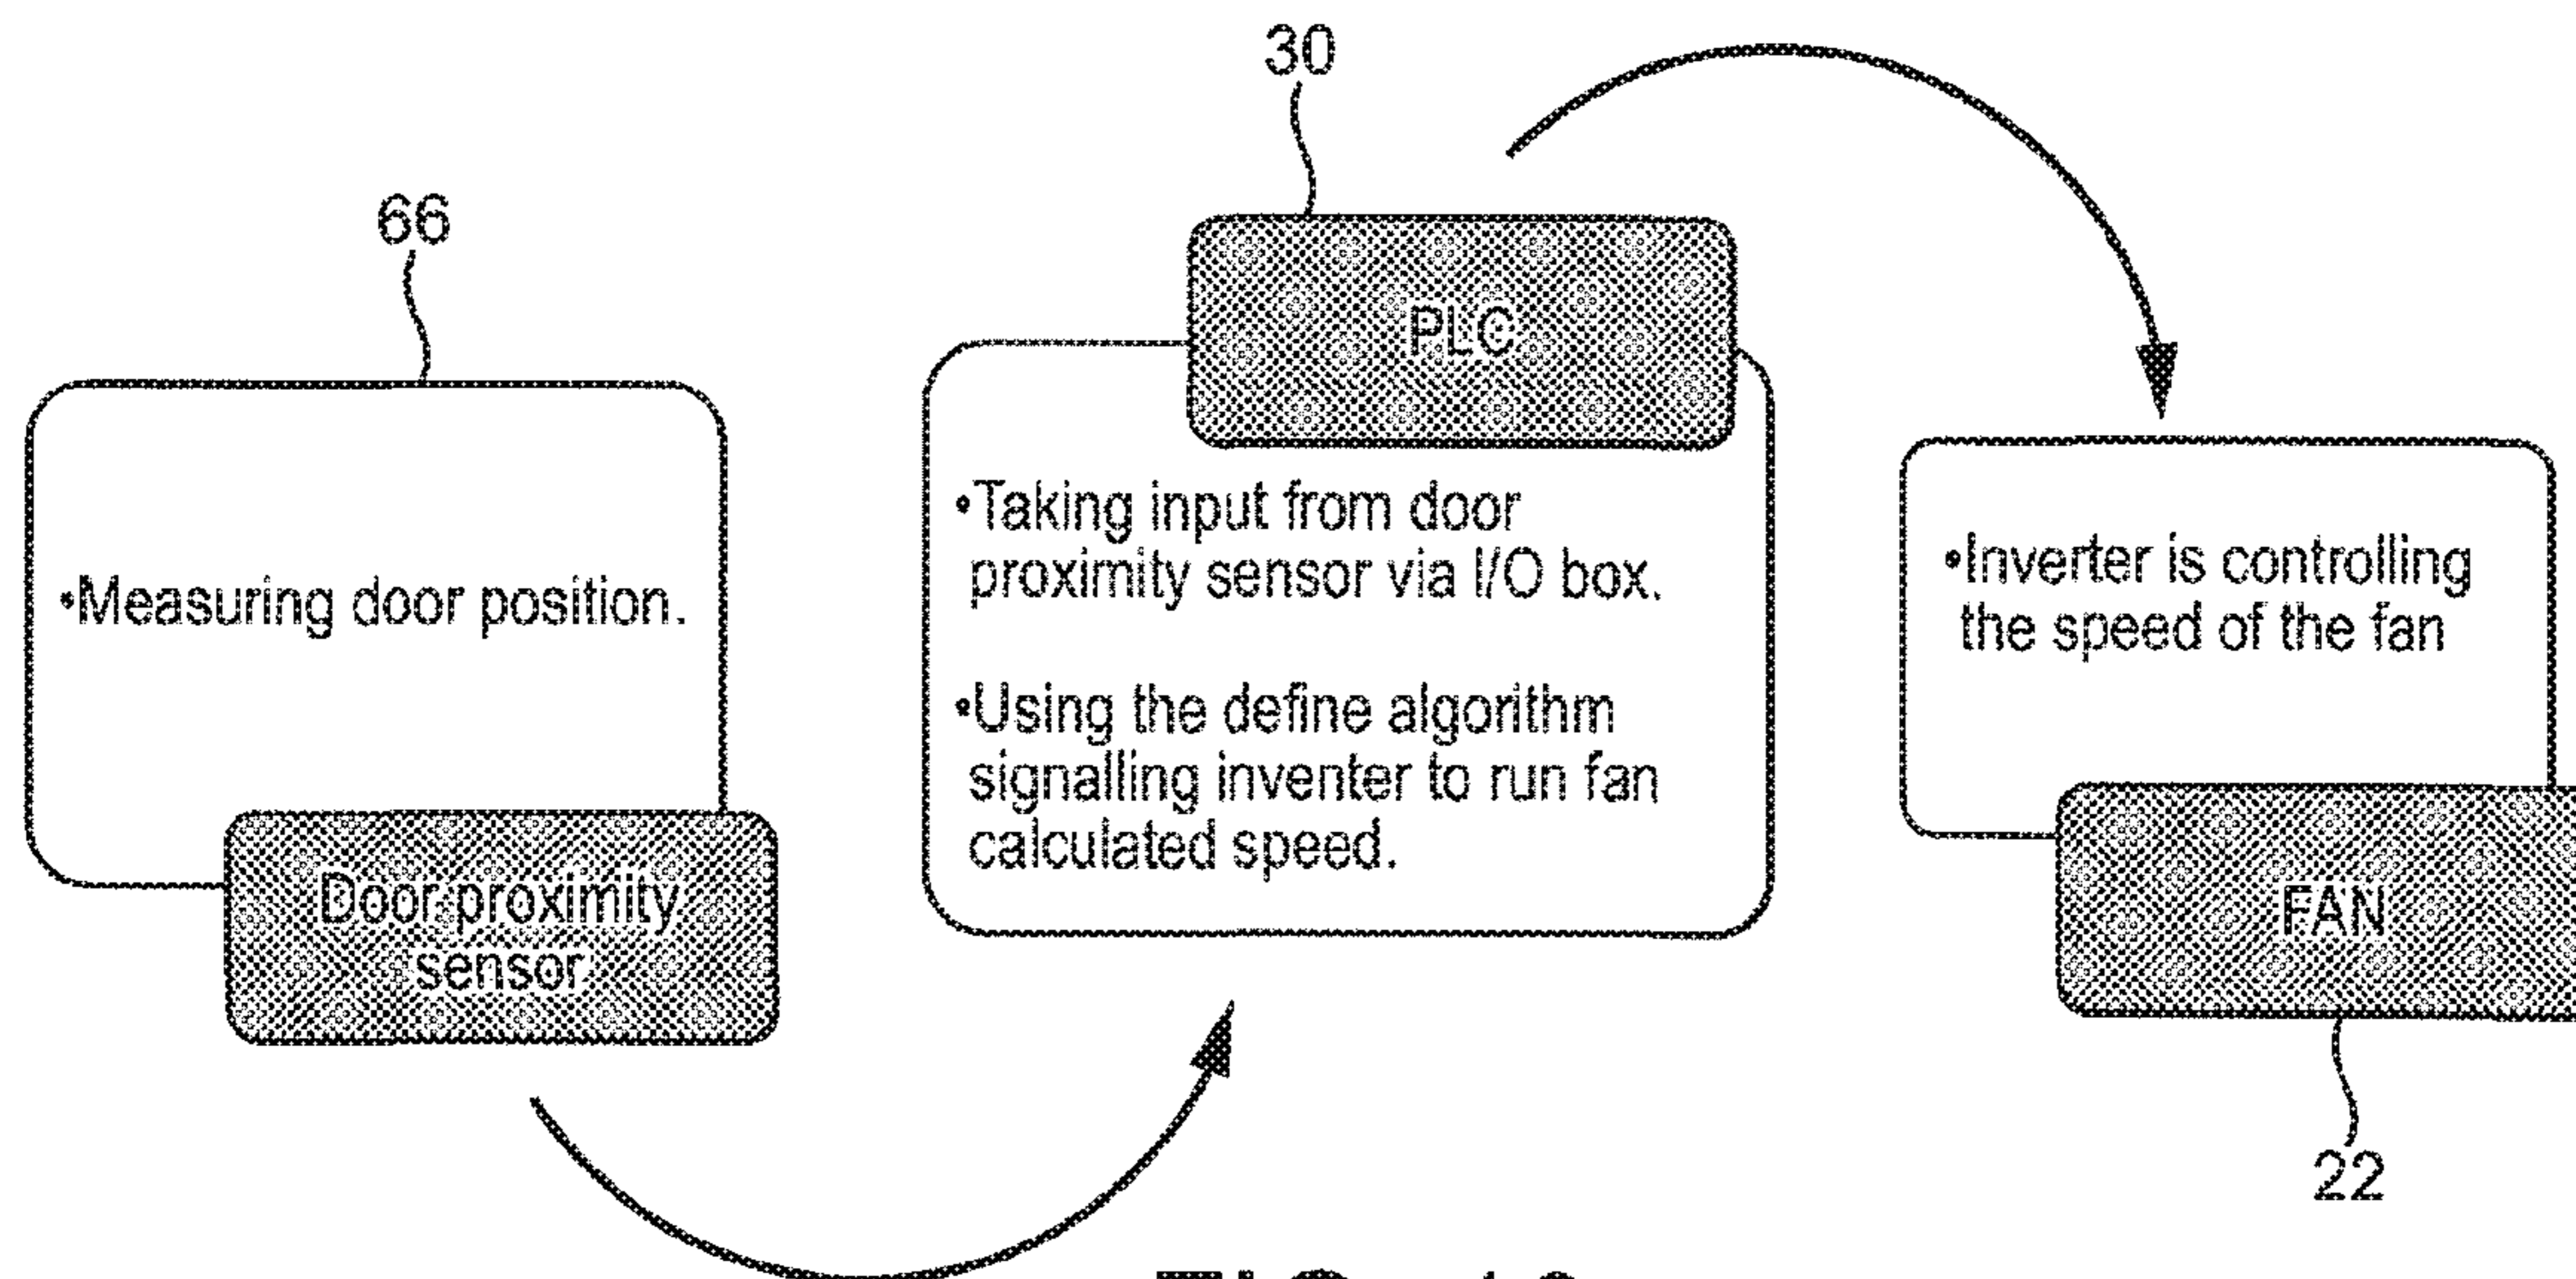 66
•Measuring door position.
Door proximity
sensor
30
PLC
•Taking input from door
proximity sensor via I/O box.
•Using the define algorithm
signalling inventer to run fan
calculated speed.
•Inverter is controlling
the speed of the fan
FAN
22